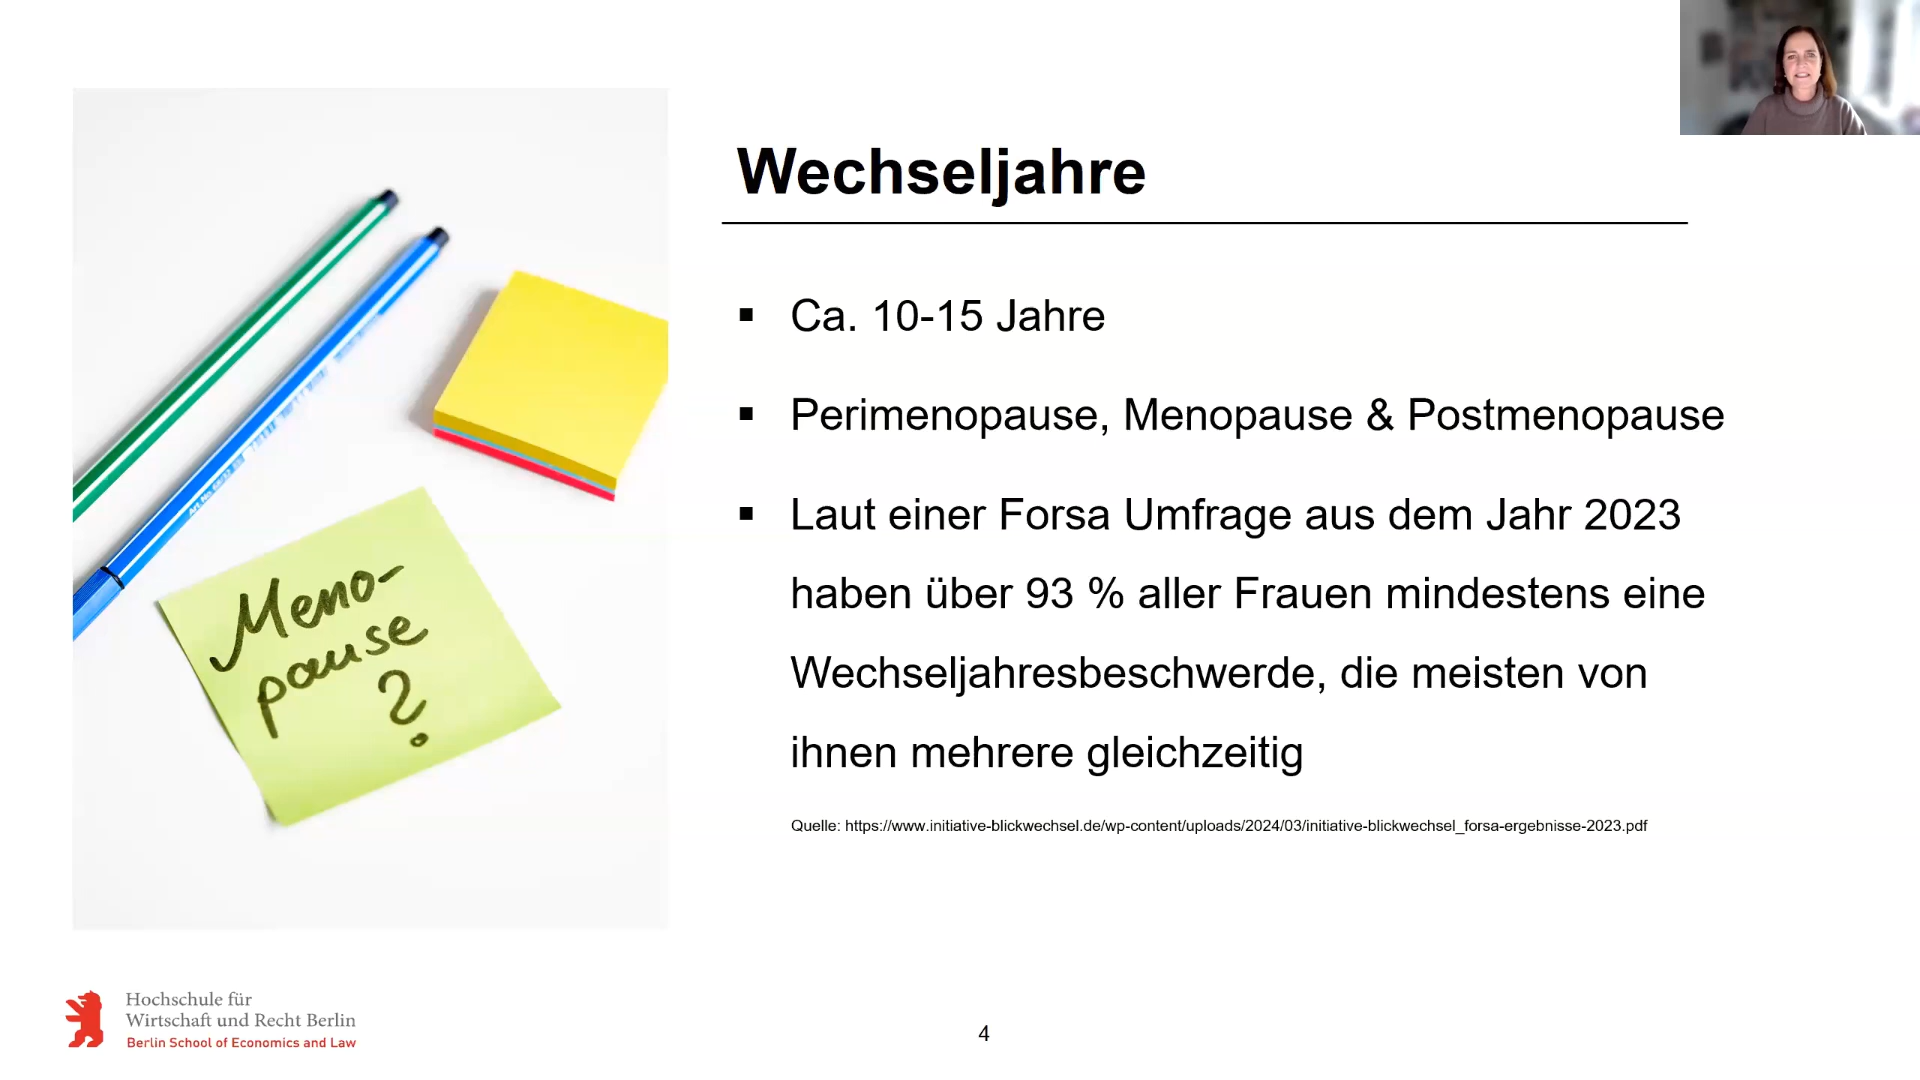 Wechseljahre
▪ Ca. 10-15 Jahre
▪ Perimenopause, Menopause & Postmenopause
▪ Laut einer Forsa Umfrage aus dem Jahr 2023
haben über 93 % aller Frauen mindestens eine
Wechseljahresbeschwerde, die meisten von
ihnen mehrere gleichzeitig
Quelle: https://www.initiative-blickwechsel.de/wp-content/uploads/2024/03/initiative-blickwechsel_forsa-ergebnisse-2023.pdf
Meno-
pause
?
Hochschule für
Wirtschaft und Recht Berlin
Berlin School of Economics and Law
4